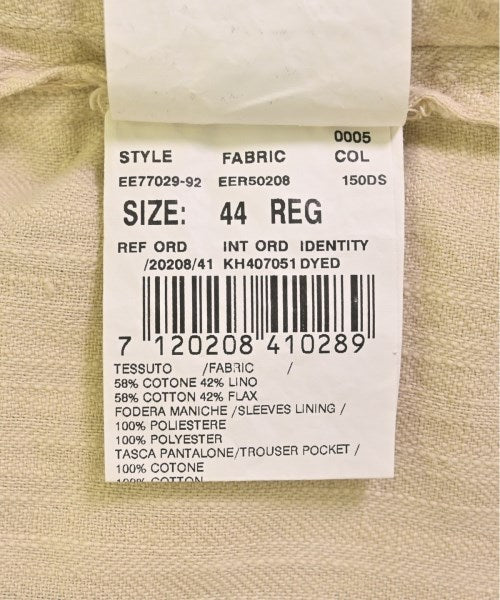 0005
STYLE FABRIC COL
EE77029-92 EER50208 150DS
SIZE: 44 REG
REF ORD INT ORD IDENTITY
/20208/41 KH407051 DYED
7 120208 410289
TESSUTO /FABRIC /
58% COTONE 42% LINO
58% COTTON 42% FLAX
FODERA MANICHE /SLEEVES LINING /
100% POLIESTERE
100% POLYESTER
TASCA PANTALONE/TROUSER POCKET /
100% COTONE
100% COTTON